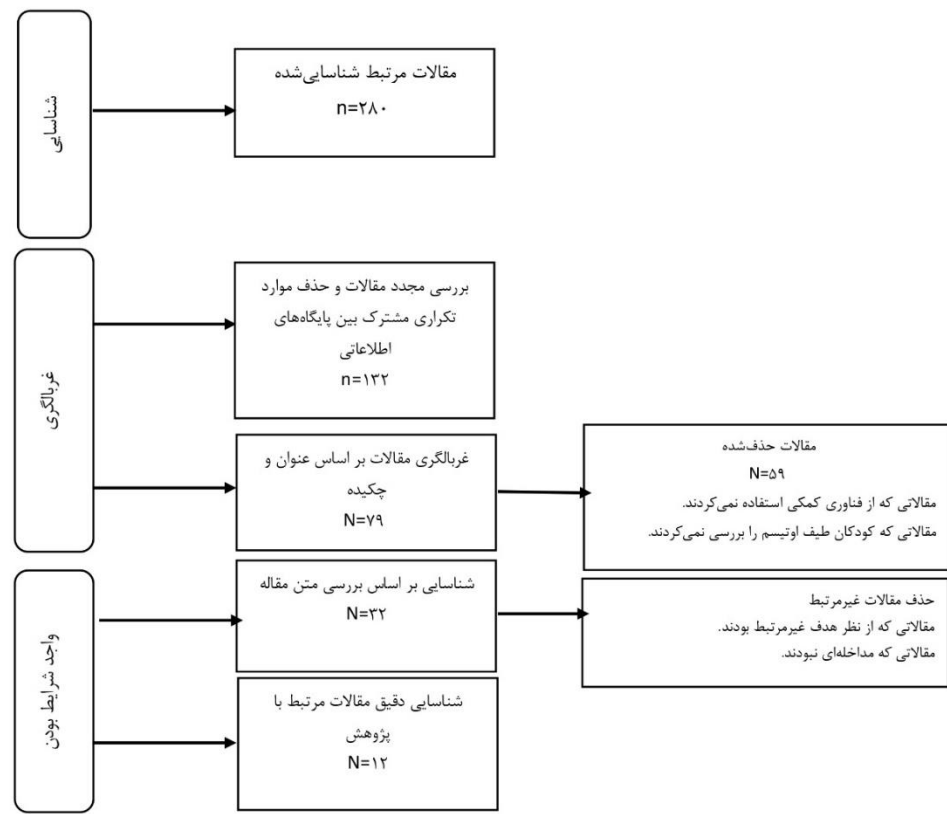 شناسایی
مقالات مرتبط شناسایی‌شده
n=۲۸۰
غربالگری
بررسی مجدد مقالات و حذف موارد
تکراری مشترک بین پایگاه‌های
اطلاعاتی
n=۱۳۲
غربالگری مقالات بر اساس عنوان و
چکیده
N=۷۹
مقالات حذف‌شده
N=۵۹
مقالاتی که از فناوری کمکی استفاده نمی‌کردند.
مقالاتی که کودکان طیف اوتیسم را بررسی نمی‌کردند.
واجد شرایط بودن
شناسایی بر اساس بررسی متن مقاله
N=۳۲
حذف مقالات غیرمرتبط
مقالاتی که از نظر هدف غیرمرتبط بودند.
مقالاتی که مداخله‌ای نبودند.
شناسایی دقیق مقالات مرتبط با
پژوهش
N=۱۲